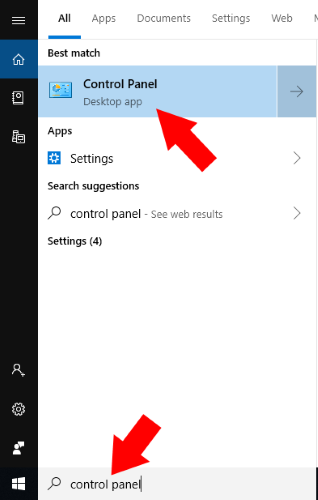 All Apps Documents Settings Web
Best match
Control Panel
Desktop app
Apps
Settings
Search suggestions
control panel - See web results
Settings (4)
control panel